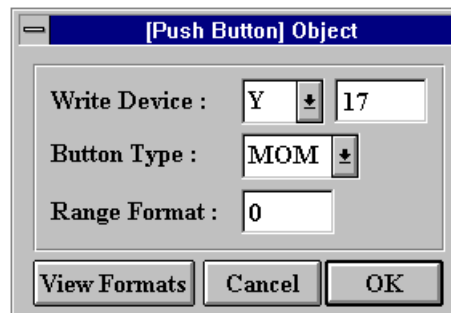 [Push Button] Object
Write Device : Y 17
Button Type : MOM
Range Format : 0
View Formats Cancel OK